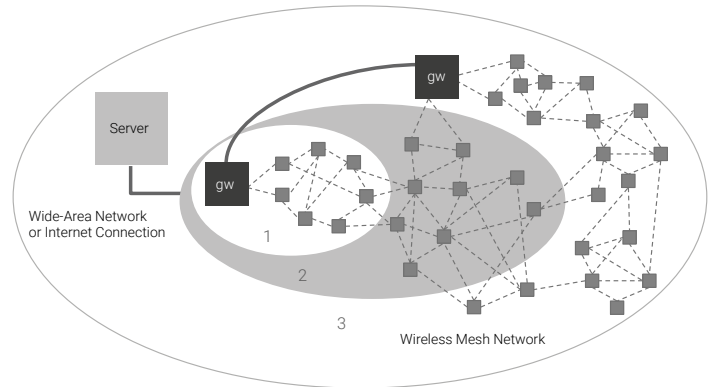 gw
Server
gw
Wide-Area Network
or Internet Connection
1
2
3
Wireless Mesh Network